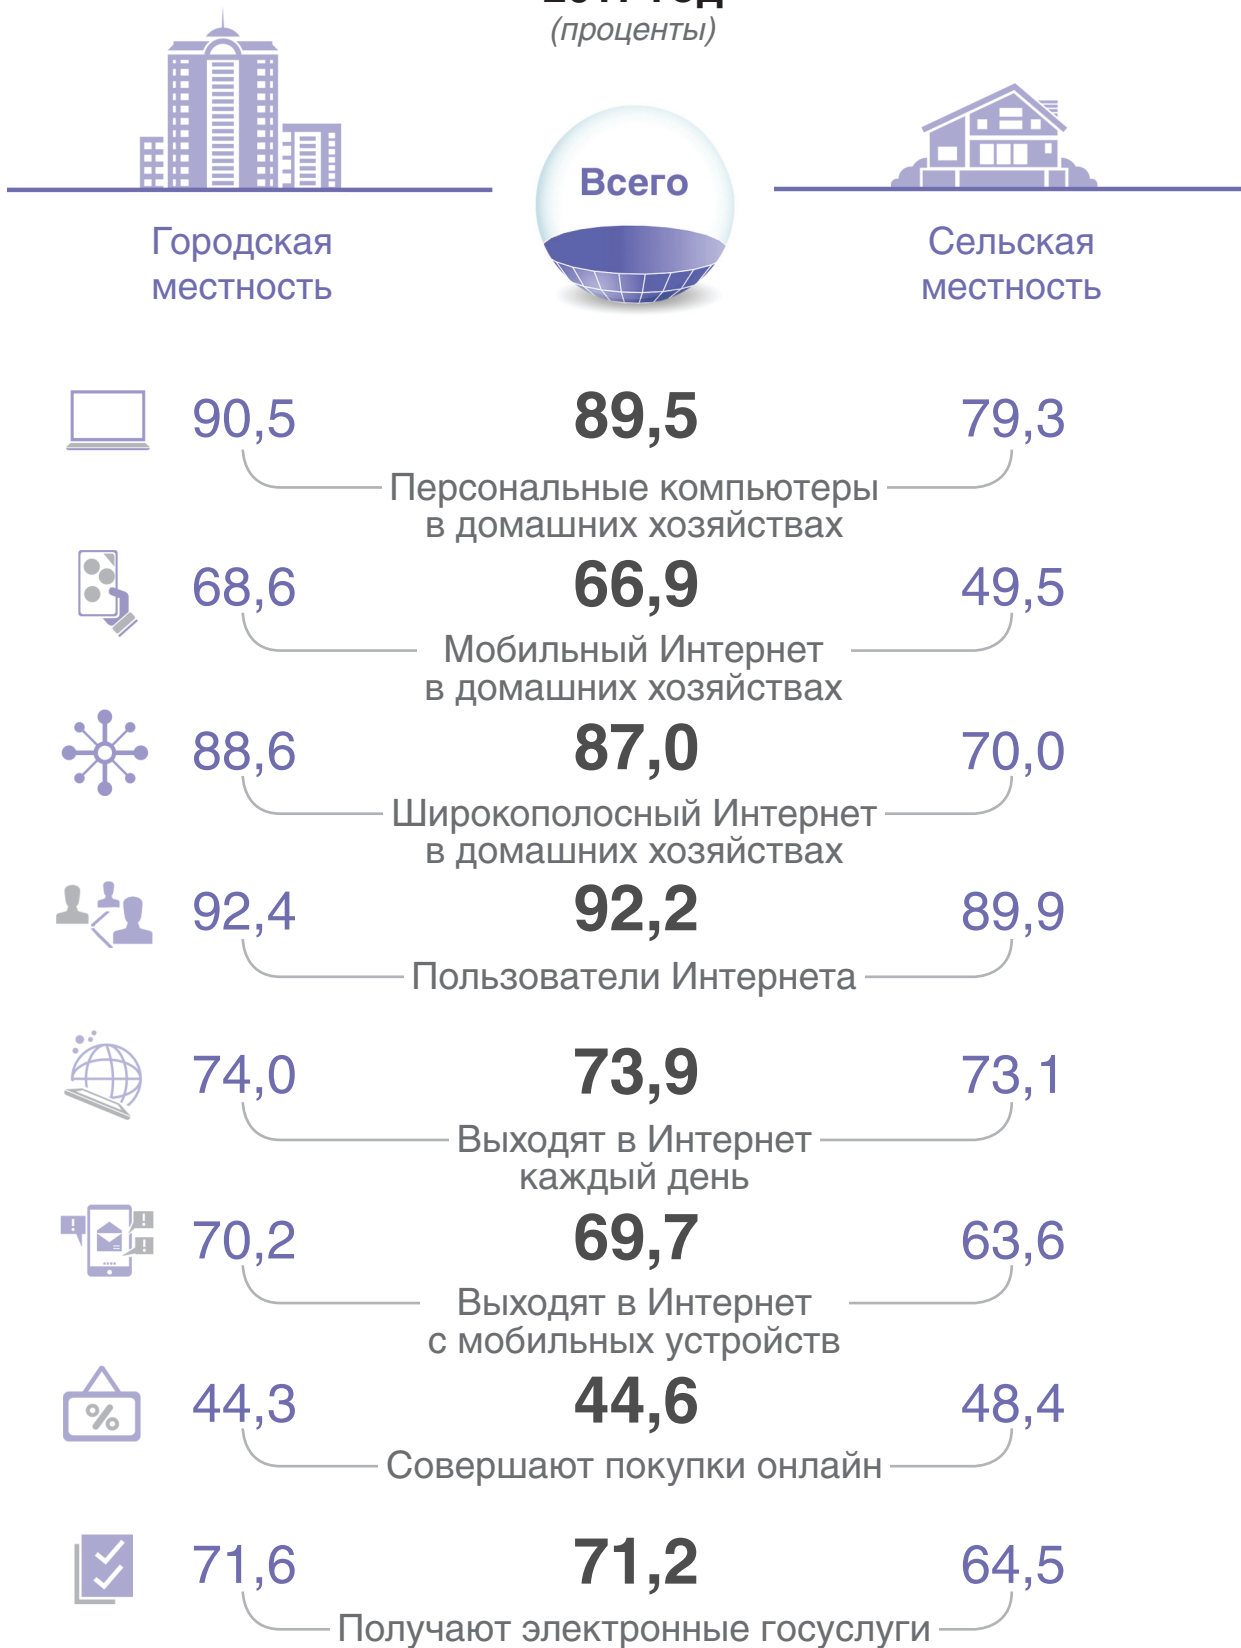 (проценты)
Всего
Городская
местность
Сельская
местность
90,5 89,5 79,3
Персональные компьютеры
в домашних хозяйствах
68,6 66,9 49,5
Мобильный Интернет
в домашних хозяйствах
88,6 87,0 70,0
Широкополосный Интернет
в домашних хозяйствах
92,4 92,2 89,9
Пользователи Интернета
74,0 73,9 73,1
Выходят в Интернет
каждый день
70,2 69,7 63,6
Выходят в Интернет
с мобильных устройств
%
44,3 44,6 48,4
Совершают покупки онлайн
71,6 71,2 64,5
Получают электронные госуслуги